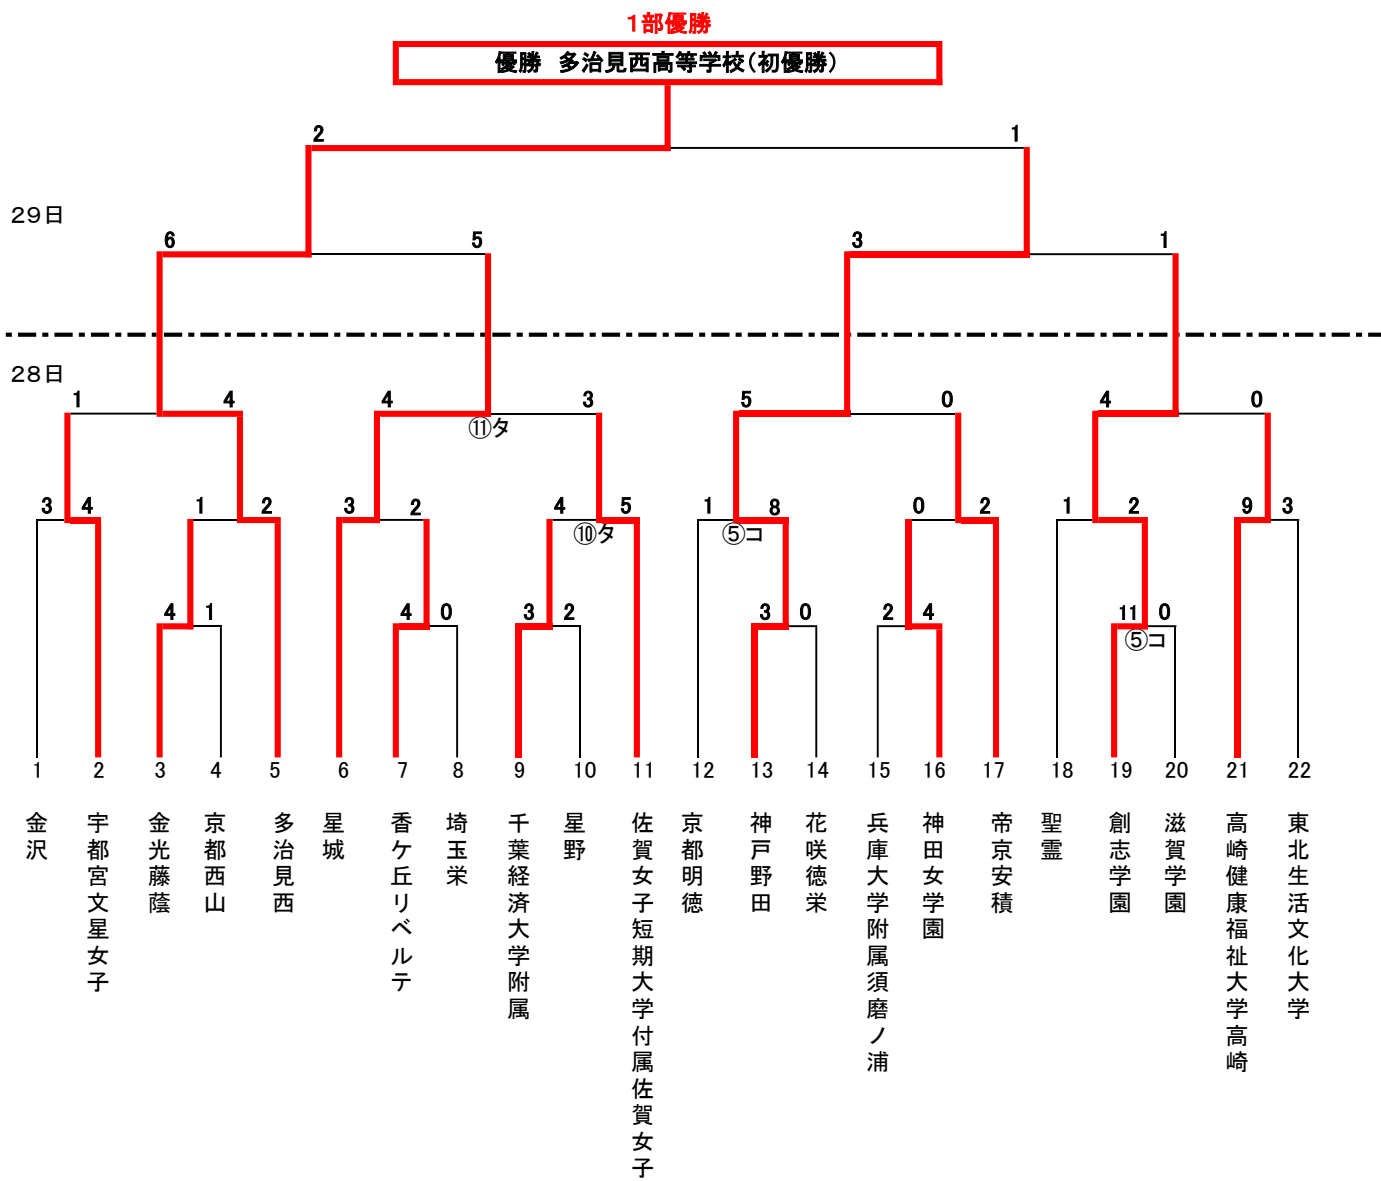 1部優勝
優勝 多治見西高等学校(初優勝)
2 1
29日
6 5 3 1
28日
1 4 4 3 5 0 4 0
⑪タ
3 4 1 2 3 2 4 5 1 8 0 2 1 2 9 3
⑩タ ⑤コ
4 1 4 0 3 2 3 0 2 4 11 0
⑤コ
1 2 3 4 5 6 7 8 9 10 11 12 13 14 15 16 17 18 19 20 21 22
金沢
宇都宮文星女子
金光藤蔭
京都西山
多治見西
星城
香ケ丘リベルテ
埼玉栄
千葉経済大学附属
星野
佐賀女子短期大学付属佐賀女子
京都明徳
神戸野田
花咲徳栄
兵庫大学附属須磨ノ浦
神田女学園
帝京安積
聖霊
創志学園
滋賀学園
高崎健康福祉大学高崎
東北生活文化大学